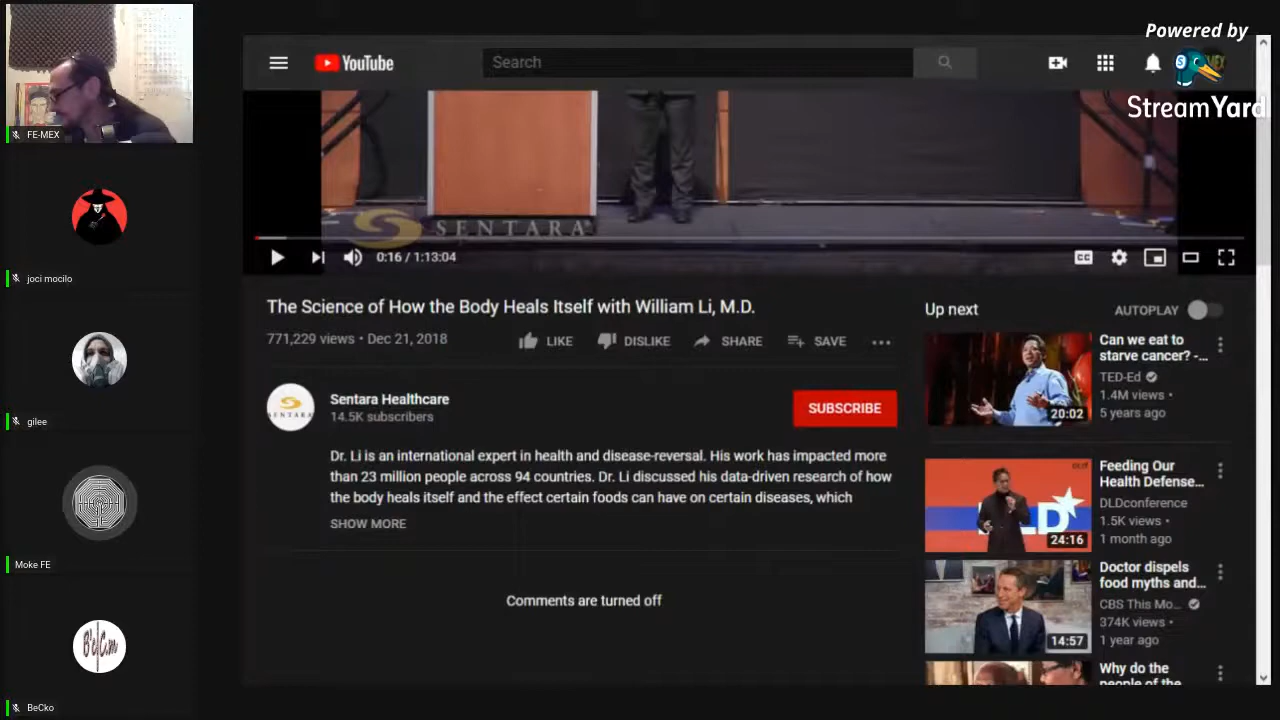 Powered by
StreamYard
FE-MEX
joci mocilo
gilee
Moke FE
B'e|C,m
BeCko
YouTube
Search
SENTARA
0:16 / 1:13:04
CC
The Science of How the Body Heals Itself with William Li, M.D.
771,229 views • Dec 21, 2018
LIKE
DISLIKE
SHARE
SAVE
SENTARA
Sentara Healthcare
14.5K subscribers
SUBSCRIBE
Dr. Li is an international expert in health and disease-reversal. His work has impacted more
than 23 million people across 94 countries. Dr. Li discussed his data-driven research of how
the body heals itself and the effect certain foods can have on certain diseases, which
SHOW MORE
Comments are turned off
Up next
AUTOPLAY
Can we eat to
starve cancer? -...
TED-Ed
1.4M views •
5 years ago
20:02
Feeding Our
Health Defense...
DLDconference
1.5K views •
1 month ago
24:16
Doctor dispels
food myths and...
CBS This Mo...
374K views •
1 year ago
14:57
Why do the
people of the